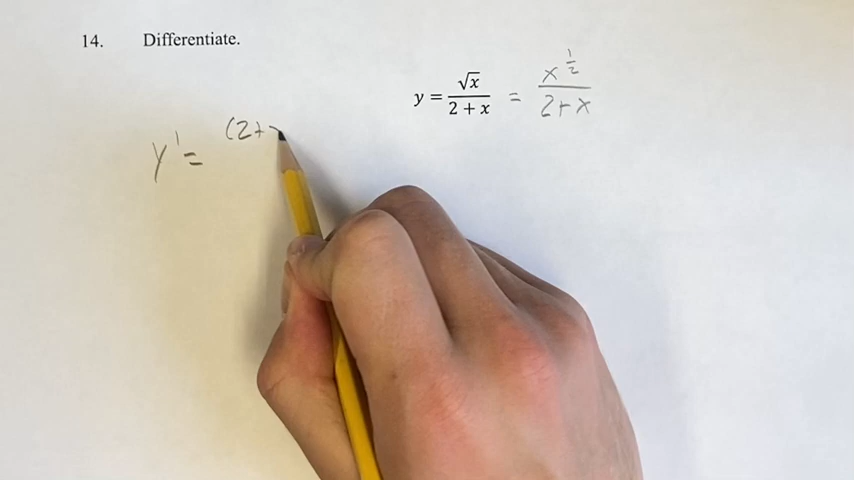 14. Differentiate.
y = √x / (2 + x) = x^(1/2) / (2+x)
y' = (2+